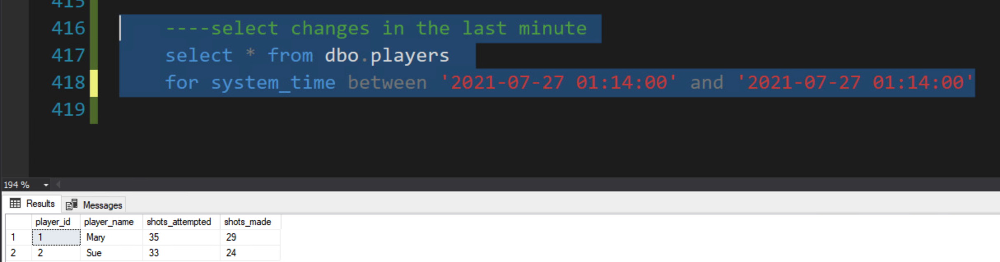 415
416 ----select changes in the last minute
417 select * from dbo.players
418 for system_time between '2021-07-27 01:14:00' and '2021-07-27 01:14:00'
419
194 %
Results Messages
player_id player_name shots_attempted shots_made
1 1 Mary 35 29
2 2 Sue 33 24